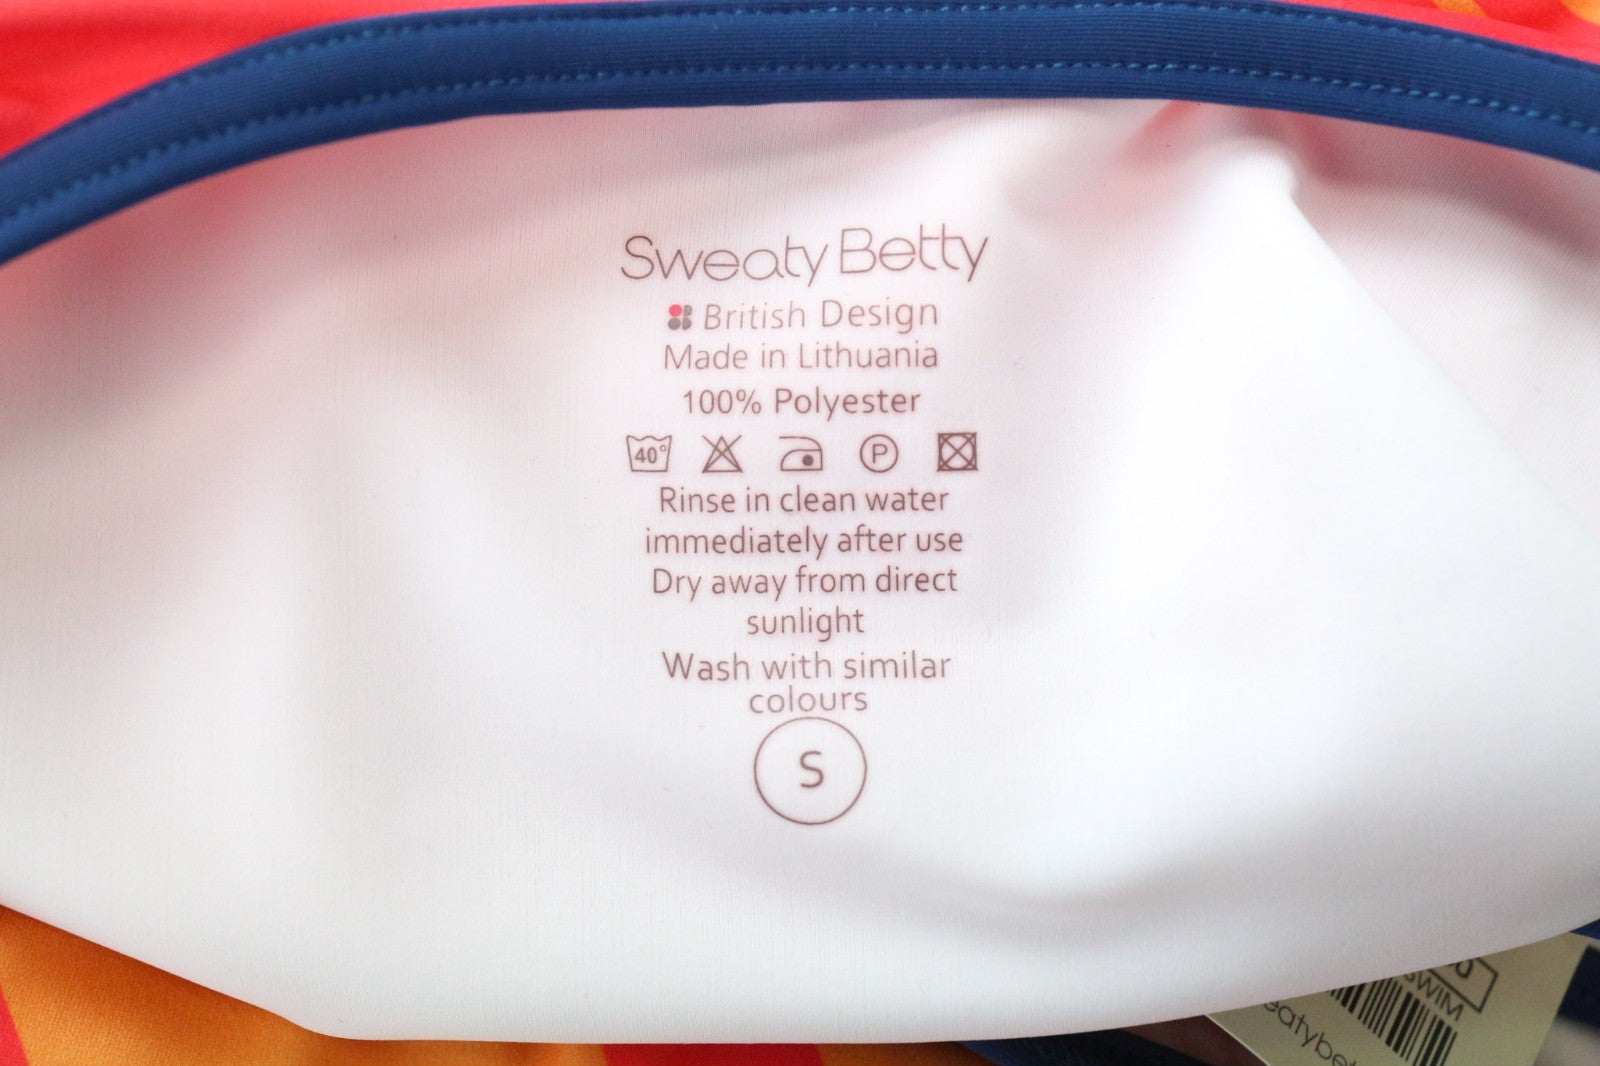 Sweaty Betty
British Design
Made in Lithuania
100% Polyester
40°
P
Rinse in clean water
immediately after use
Dry away from direct
sunlight
Wash with similar
colours
S
SWIM